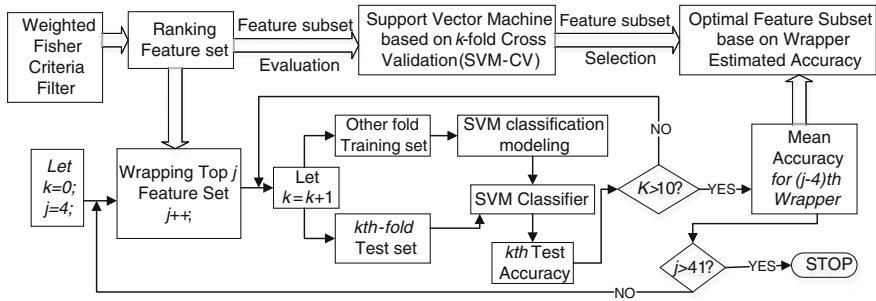 Weighted
Fisher
Criteria
Filter
Ranking
Feature set
Feature subset
Evaluation
Support Vector Machine
based on k-fold Cross
Validation(SVM-CV)
Feature subset
Selection
Optimal Feature Subset
base on Wrapper
Estimated Accuracy
Let
k=0;
j=4;
Wrapping Top j
Feature Set
j++;
Let
k=k+1
Other fold
Training set
SVM classification
modeling
kth-fold
Test set
SVM Classifier
kth Test
Accuracy
NO
K>10?
YES
Mean
Accuracy
for (j-4)th
Wrapper
j>41?
YES
STOP
NO